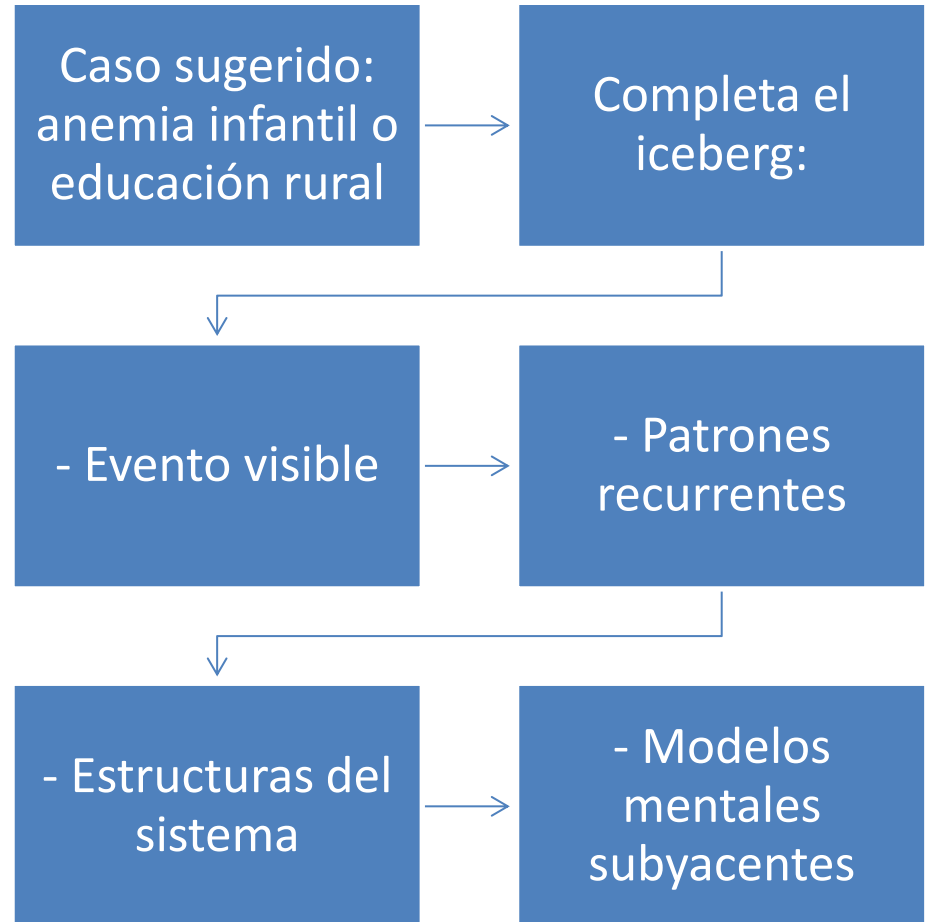 Caso sugerido:
anemia infantil o
educación rural
Completa el
iceberg:
- Evento visible
- Patrones
recurrentes
- Estructuras del
sistema
- Modelos
mentales
subyacentes